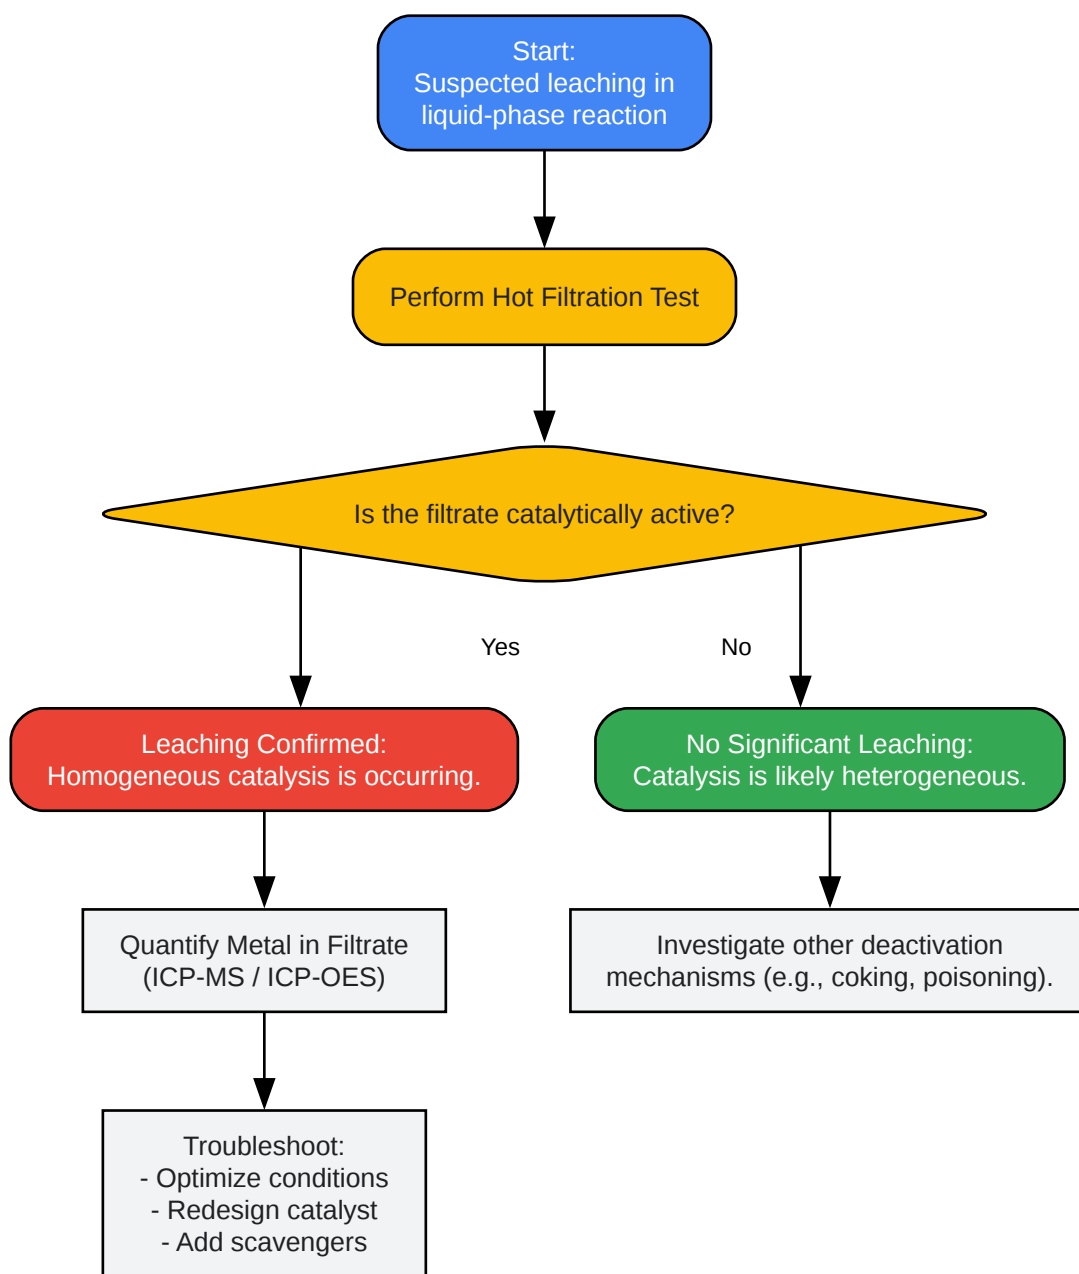 Start:
Suspected leaching in
liquid-phase reaction
Perform Hot Filtration Test
Is the filtrate catalytically active?
Yes
No
Leaching Confirmed:
Homogeneous catalysis is occurring.
No Significant Leaching:
Catalysis is likely heterogeneous.
Quantify Metal in Filtrate
(ICP-MS / ICP-OES)
Investigate other deactivation
mechanisms (e.g., coking, poisoning).
Troubleshoot:
- Optimize conditions
- Redesign catalyst
- Add scavengers